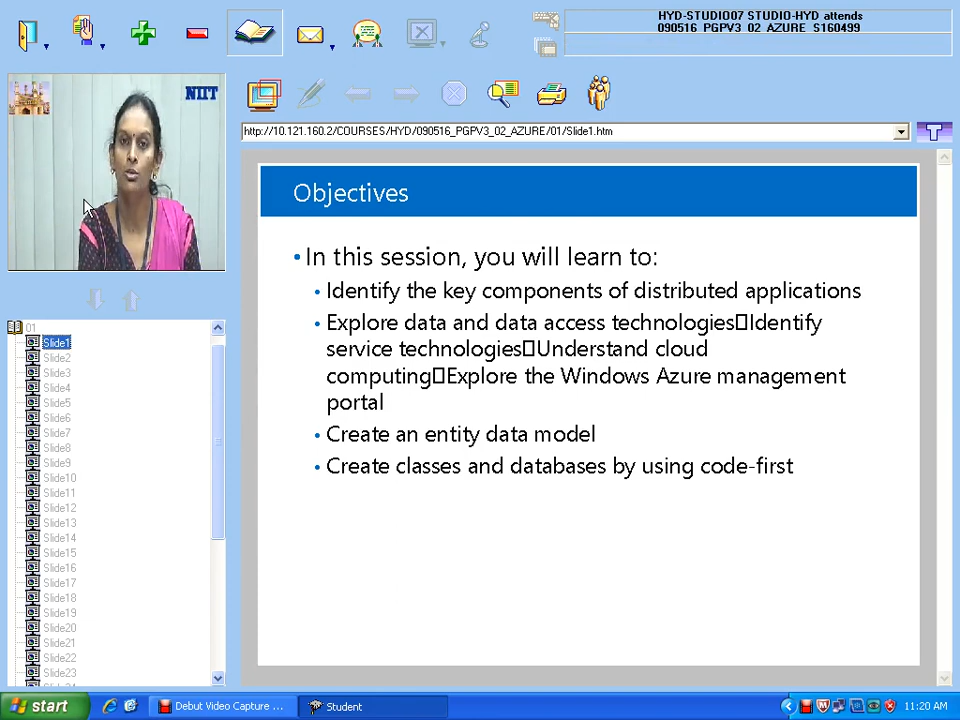 HYD-STUDIO07 STUDIO-HYD attends
090516_PGPV3_02_AZURE_S160499
NIIT
http://10.121.160.2/COURSES/HYD/090516_PGPV3_02_AZURE/01/Slide1.htm
T
Objectives
• In this session, you will learn to:
• Identify the key components of distributed applications
• Explore data and data access technologies▯Identify
service technologies▯Understand cloud
computing▯Explore the Windows Azure management
portal
• Create an entity data model
• Create classes and databases by using code-first
01
Slide1
Slide2
Slide3
Slide4
Slide5
Slide6
Slide7
Slide8
Slide9
Slide10
Slide11
Slide12
Slide13
Slide14
Slide15
Slide16
Slide17
Slide18
Slide19
Slide20
Slide21
Slide22
Slide23
start
Debut Video Capture ...
Student
11:20 AM